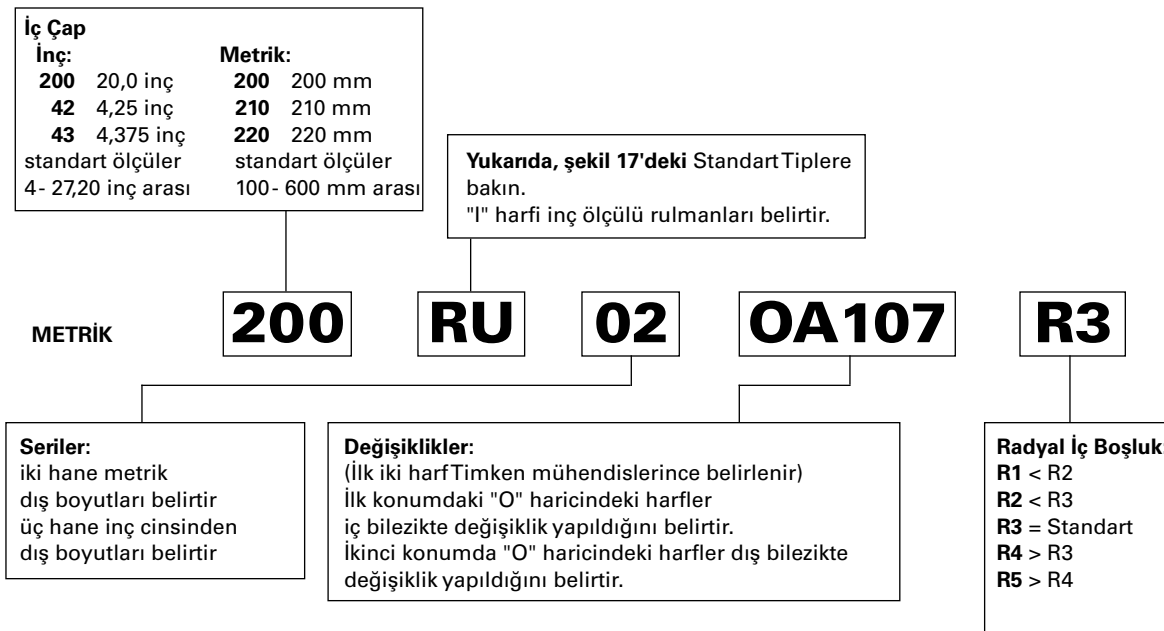 İç Çap
İnç: Metrik:
200 20,0 inç 200 200 mm
42 4,25 inç 210 210 mm
43 4,375 inç 220 220 mm
standart ölçüler standart ölçüler
4- 27,20 inç arası 100- 600 mm arası
Yukarıda, şekil 17'deki Standart Tiplere
bakın.
"I" harfi inç ölçülü rulmanları belirtir.
METRİK 200 RU 02 OA107 R3
Seriler:
iki hane metrik
dış boyutları belirtir
üç hane inç cinsinden
dış boyutları belirtir
Değişiklikler:
(İlk iki harf Timken mühendislerince belirlenir)
İlk konumdaki "O" haricindeki harfler
iç bilezikte değişiklik yapıldığını belirtir.
İkinci konumda "O" haricindeki harfler dış bilezikte
değişiklik yapıldığını belirtir.
Radyal İç Boşluk:
R1 < R2
R2 < R3
R3 = Standart
R4 > R3
R5 > R4